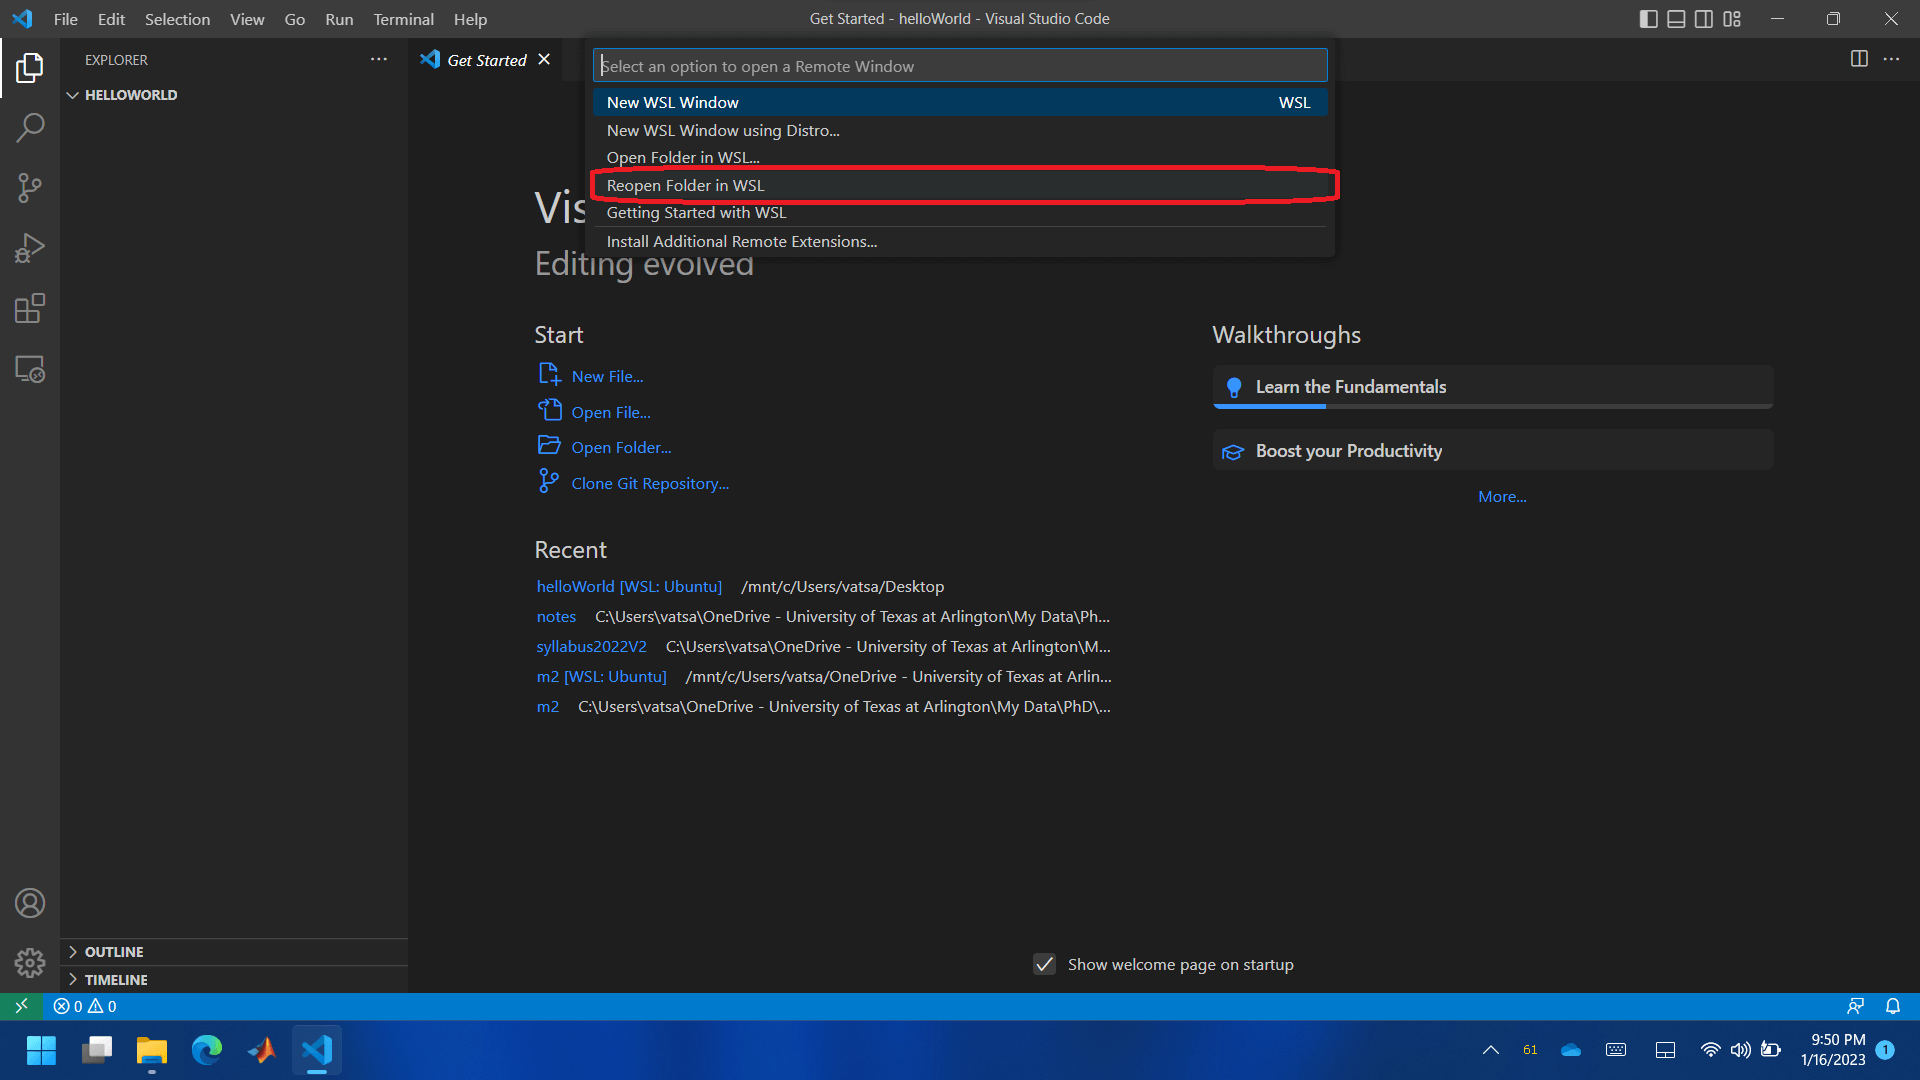 File Edit Selection View Go Run Terminal Help
Get Started - helloWorld - Visual Studio Code
EXPLORER
HELLOWORLD
Get Started
Select an option to open a Remote Window
New WSL Window WSL
New WSL Window using Distro...
Open Folder in WSL...
Reopen Folder in WSL
Getting Started with WSL
Install Additional Remote Extensions...
Vis
Editing evolved
Start
New File...
Open File...
Open Folder...
Clone Git Repository...
Recent
helloWorld [WSL: Ubuntu] /mnt/c/Users/vatsa/Desktop
notes C:\Users\vatsa\OneDrive - University of Texas at Arlington\My Data\Ph...
syllabus2022V2 C:\Users\vatsa\OneDrive - University of Texas at Arlington\M...
m2 [WSL: Ubuntu] /mnt/c/Users/vatsa/OneDrive - University of Texas at Arlin...
m2 C:\Users\vatsa\OneDrive - University of Texas at Arlington\My Data\PhD\...
Walkthroughs
Learn the Fundamentals
Boost your Productivity
More...
Show welcome page on startup
OUTLINE
TIMELINE
0 0
61
9:50 PM
1/16/2023
1